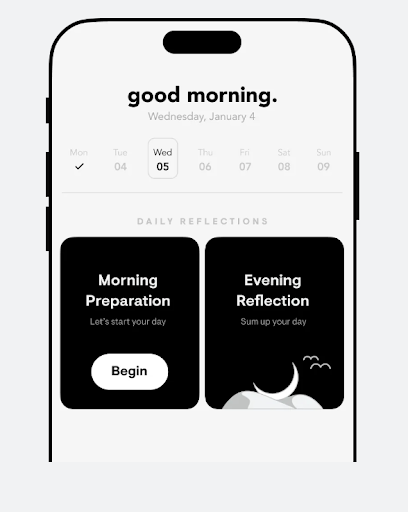 good morning.
Wednesday, January 4
Mon Tue Wed Thu Fri Sat Sun
04 05 06 07 08 09
DAILY REFLECTIONS
Morning
Preparation
Let's start your day
Begin
Evening
Reflection
Sum up your day